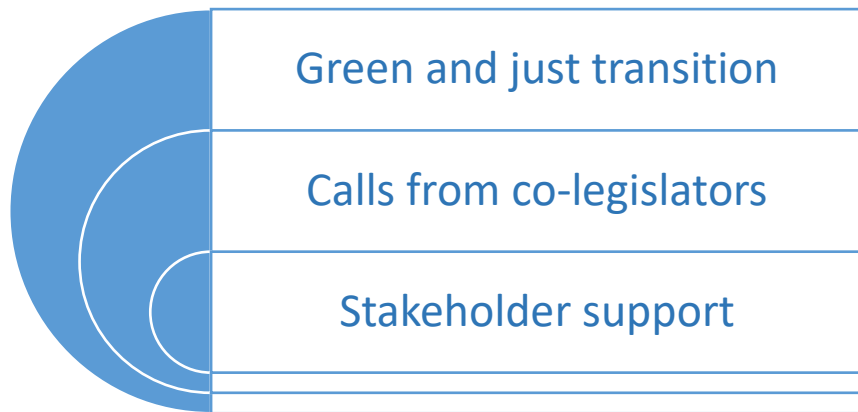 Green and just transition
Calls from co-legislators
Stakeholder support